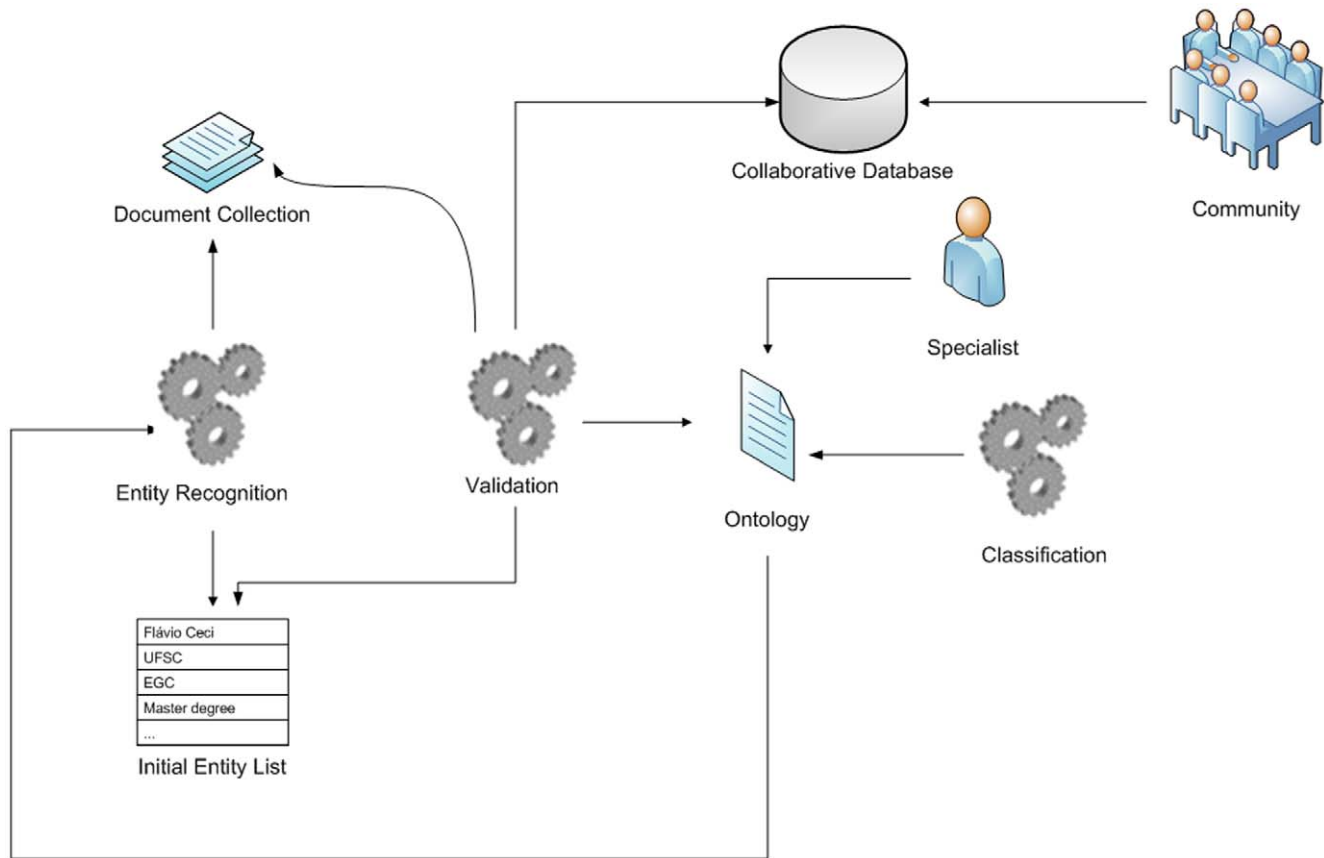 Collaborative Database
Community
Document Collection
Specialist
Entity Recognition
Validation
Ontology
Classification
Flávio Ceci
UFSC
EGC
Master degree
...
Initial Entity List